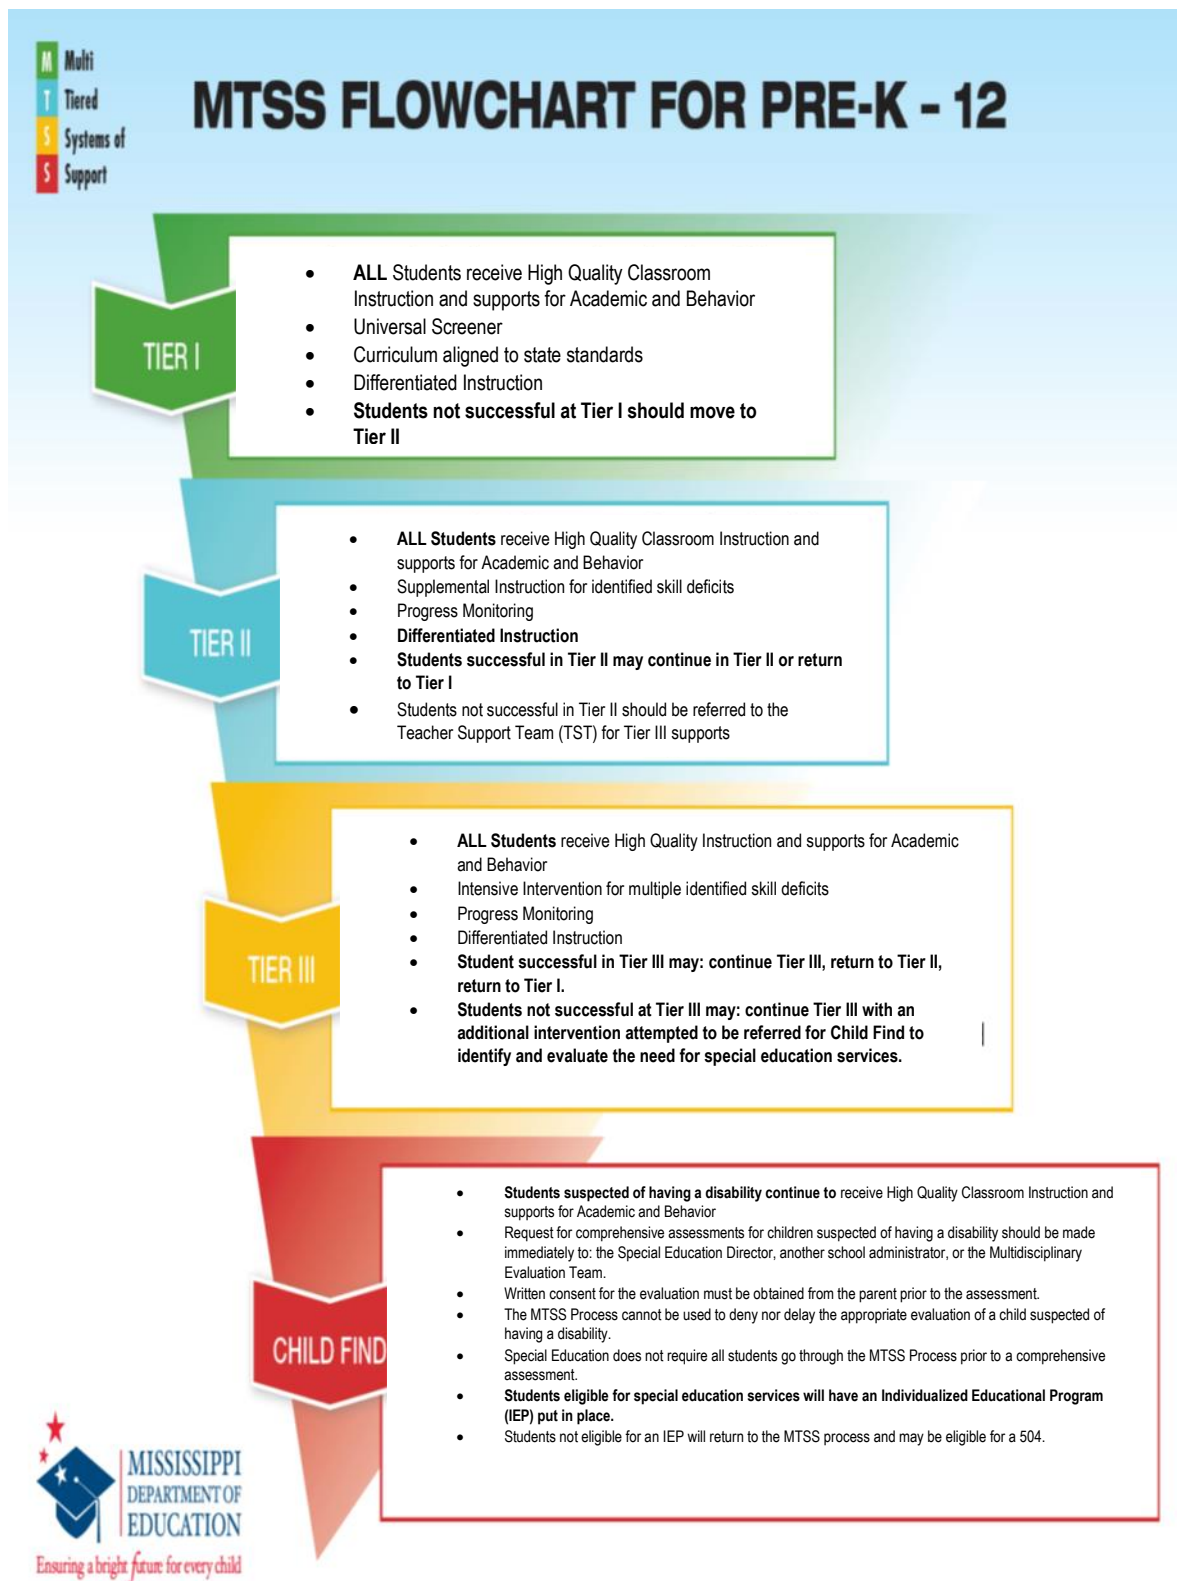 M Multi
T Tiered
S Systems of
S Support
MTSS FLOWCHART FOR PRE-K - 12
TIER I
• ALL Students receive High Quality Classroom
Instruction and supports for Academic and Behavior
• Universal Screener
• Curriculum aligned to state standards
• Differentiated Instruction
• Students not successful at Tier I should move to
Tier II
TIER II
• ALL Students receive High Quality Classroom Instruction and
supports for Academic and Behavior
• Supplemental Instruction for identified skill deficits
• Progress Monitoring
• Differentiated Instruction
• Students successful in Tier II may continue in Tier II or return
to Tier I
• Students not successful in Tier II should be referred to the
Teacher Support Team (TST) for Tier III supports
TIER III
• ALL Students receive High Quality Instruction and supports for Academic
and Behavior
• Intensive Intervention for multiple identified skill deficits
• Progress Monitoring
• Differentiated Instruction
• Student successful in Tier III may: continue Tier III, return to Tier II,
return to Tier I.
• Students not successful at Tier III may: continue Tier III with an
additional intervention attempted to be referred for Child Find to
identify and evaluate the need for special education services.
CHILD FIND
• Students suspected of having a disability continue to receive High Quality Classroom Instruction and
supports for Academic and Behavior
• Request for comprehensive assessments for children suspected of having a disability should be made
immediately to: the Special Education Director, another school administrator, or the Multidisciplinary
Evaluation Team.
• Written consent for the evaluation must be obtained from the parent prior to the assessment.
• The MTSS Process cannot be used to deny nor delay the appropriate evaluation of a child suspected of
having a disability.
• Special Education does not require all students go through the MTSS Process prior to a comprehensive
assessment.
• Students eligible for special education services will have an Individualized Educational Program
(IEP) put in place.
• Students not eligible for an IEP will return to the MTSS process and may be eligible for a 504.
MISSISSIPPI
DEPARTMENT OF
EDUCATION
Ensuring a bright future for every child